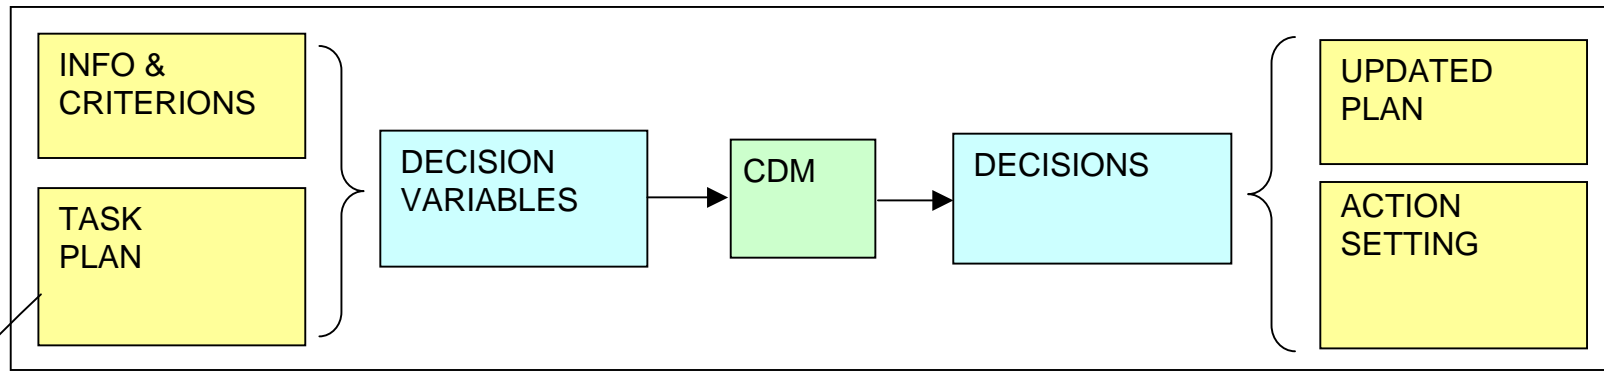 INFO &
CRITERIONS
TASK
PLAN
DECISION
VARIABLES
CDM
DECISIONS
UPDATED
PLAN
ACTION
SETTING